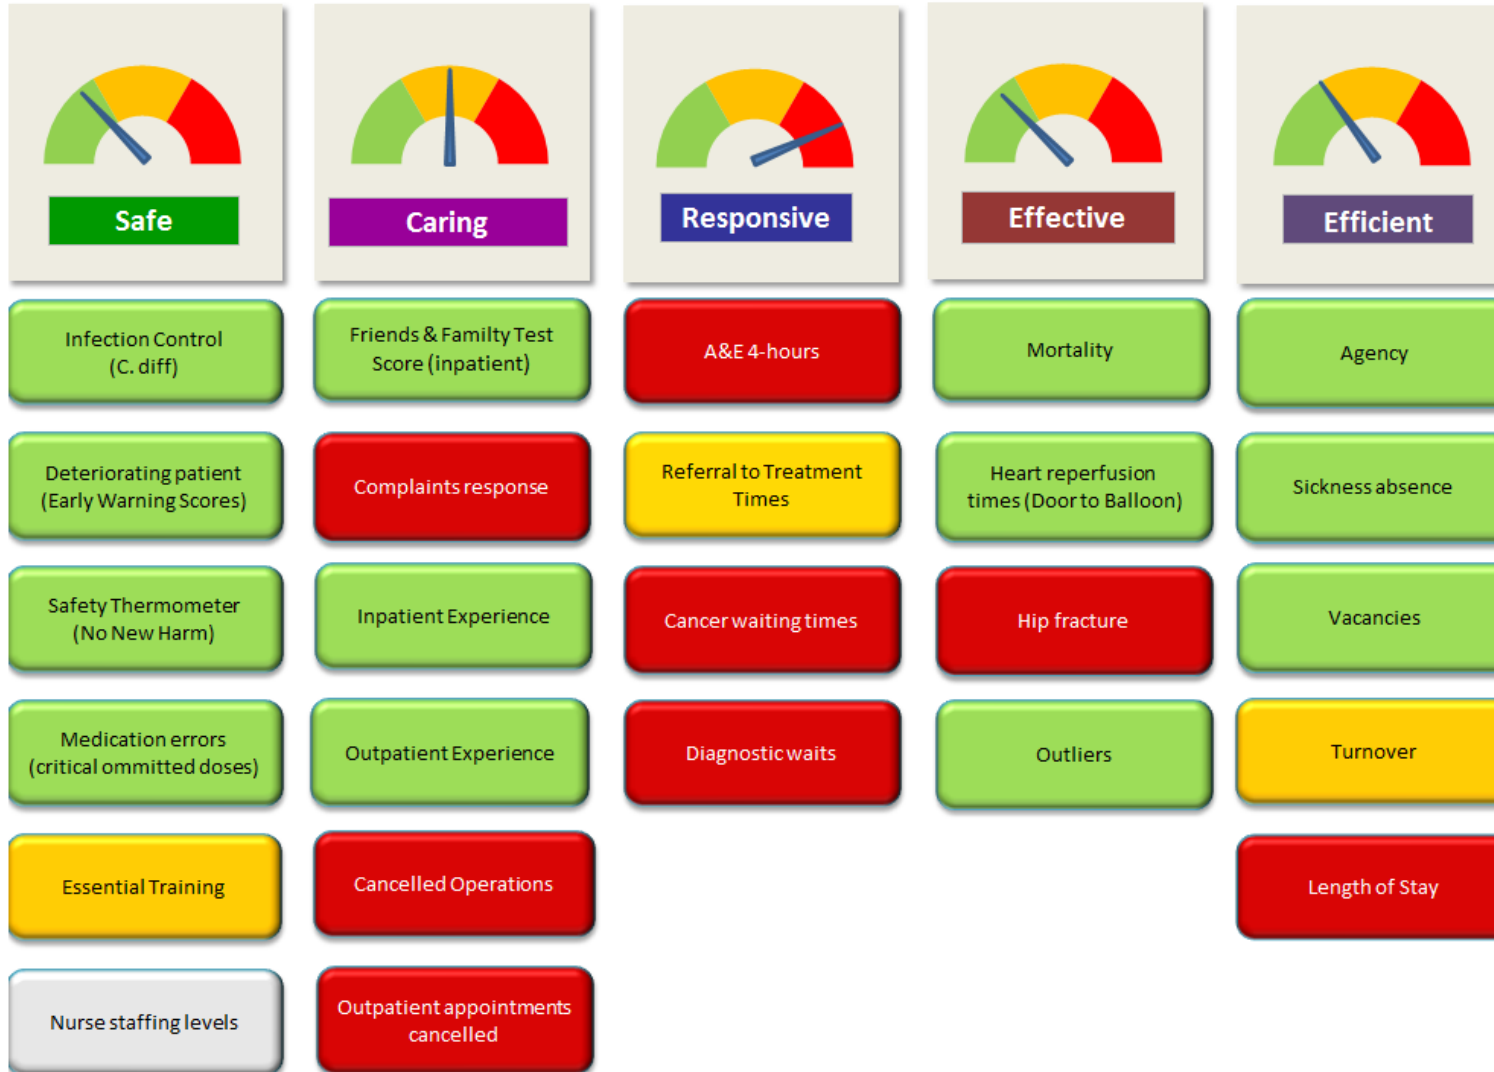 Safe
Caring
Responsive
Effective
Efficient
Infection Control
(C. diff)
Friends & Familty Test
Score (inpatient)
A&E 4-hours
Mortality
Agency
Deteriorating patient
(Early Warning Scores)
Complaints response
Referral to Treatment
Times
Heart reperfusion
times (Door to Balloon)
Sickness absence
Safety Thermometer
(No New Harm)
Inpatient Experience
Cancer waiting times
Hip fracture
Vacancies
Medication errors
(critical ommitted doses)
Outpatient Experience
Diagnostic waits
Outliers
Turnover
Essential Training
Cancelled Operations
Length of Stay
Nurse staffing levels
Outpatient appointments
cancelled